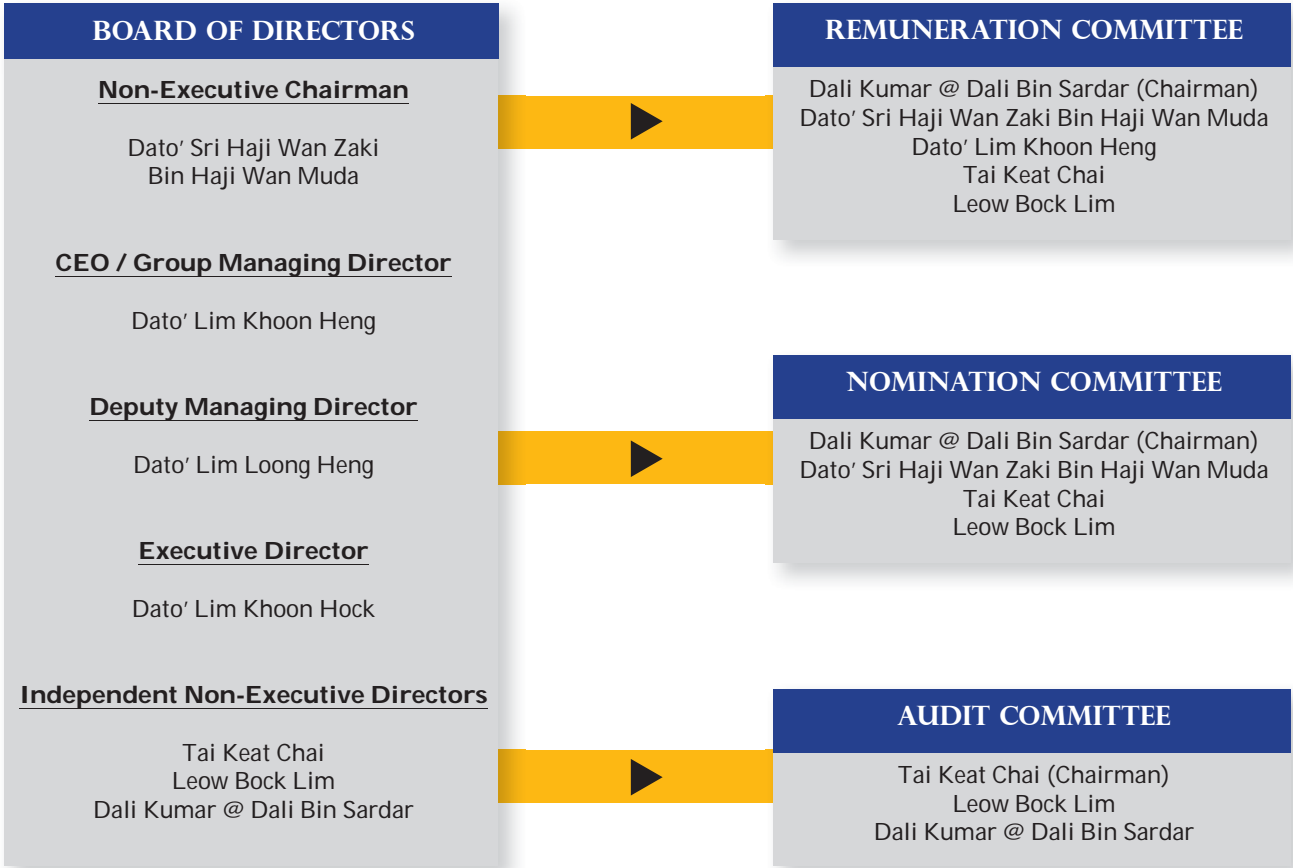 BOARD OF DIRECTORS
Non-Executive Chairman
Dato’ Sri Haji Wan Zaki
Bin Haji Wan Muda
CEO / Group Managing Director
Dato’ Lim Khoon Heng
Deputy Managing Director
Dato’ Lim Loong Heng
Executive Director
Dato’ Lim Khoon Hock
Independent Non-Executive Directors
Tai Keat Chai
Leow Bock Lim
Dali Kumar @ Dali Bin Sardar
REMUNERATION COMMITTEE
Dali Kumar @ Dali Bin Sardar (Chairman)
Dato’ Sri Haji Wan Zaki Bin Haji Wan Muda
Dato’ Lim Khoon Heng
Tai Keat Chai
Leow Bock Lim
NOMINATION COMMITTEE
Dali Kumar @ Dali Bin Sardar (Chairman)
Dato’ Sri Haji Wan Zaki Bin Haji Wan Muda
Tai Keat Chai
Leow Bock Lim
AUDIT COMMITTEE
Tai Keat Chai (Chairman)
Leow Bock Lim
Dali Kumar @ Dali Bin Sardar